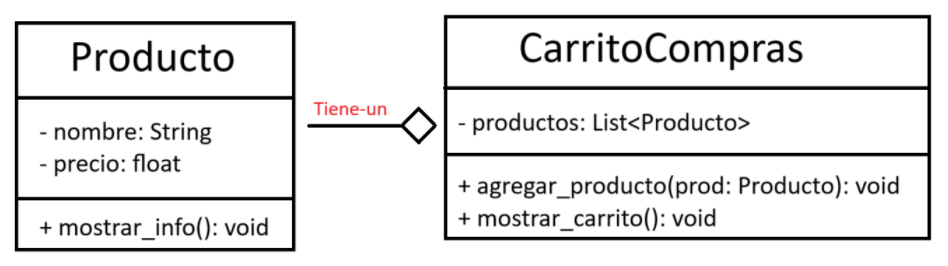 Producto
- nombre: String
- precio: float
+ mostrar_info(): void
Tiene-un
CarritoCompras
- productos: List<Producto>
+ agregar_producto(prod: Producto): void
+ mostrar_carrito(): void